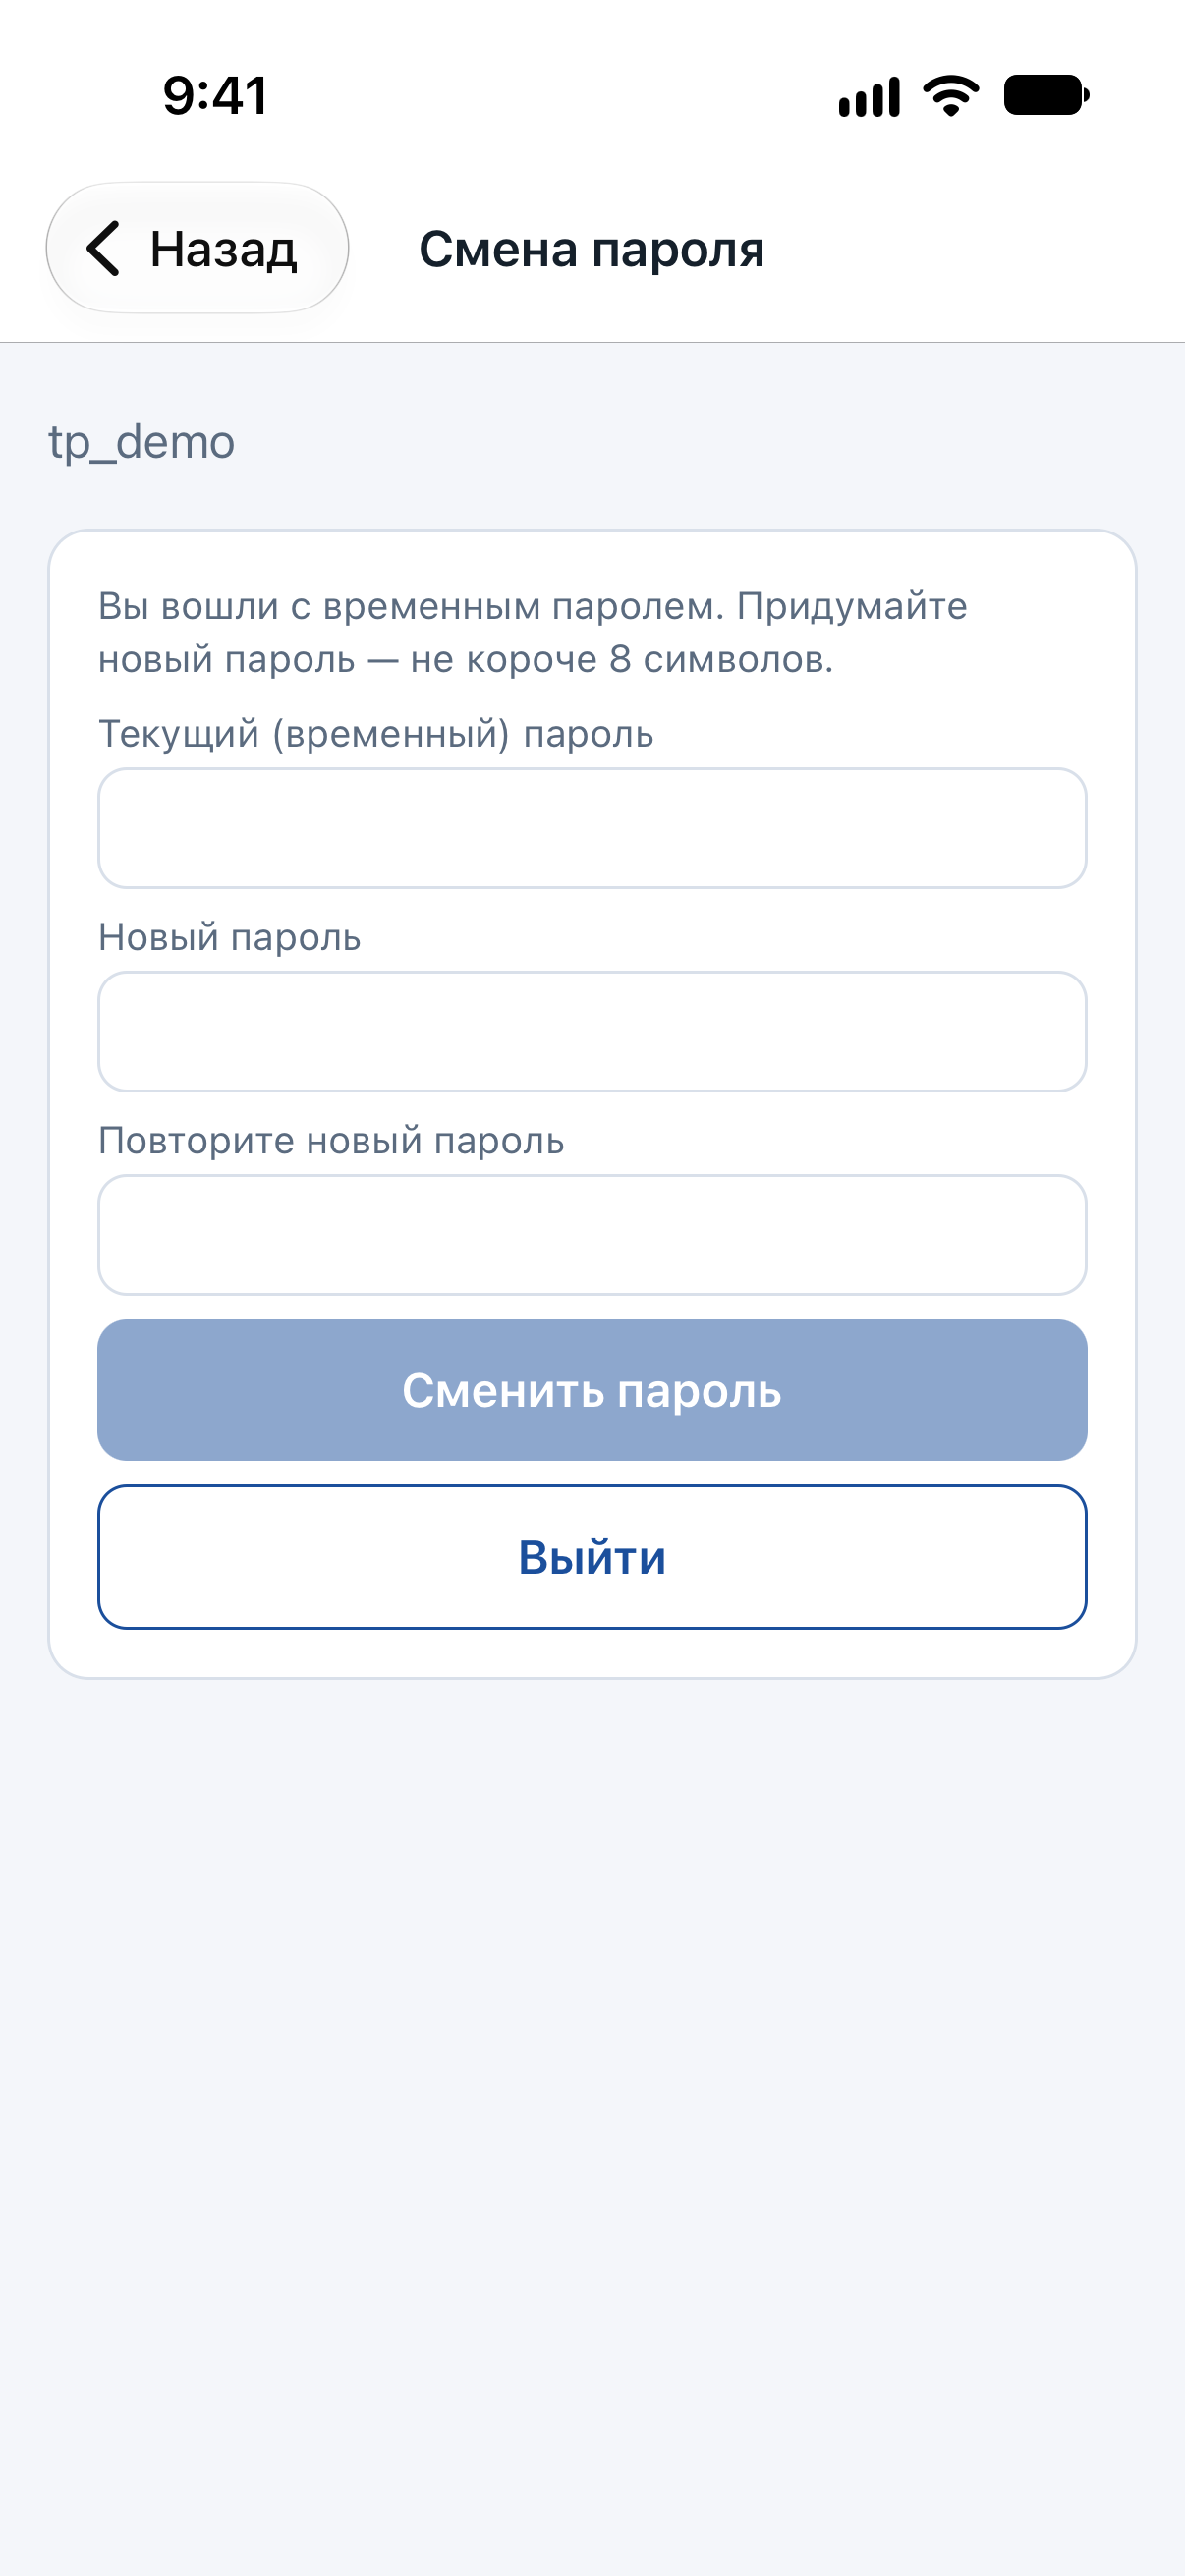 9:41
Назад
Смена пароля
tp_demo
Вы вошли с временным паролем. Придумайте
новый пароль — не короче 8 символов.
Текущий (временный) пароль
Новый пароль
Повторите новый пароль
Сменить пароль
Выйти